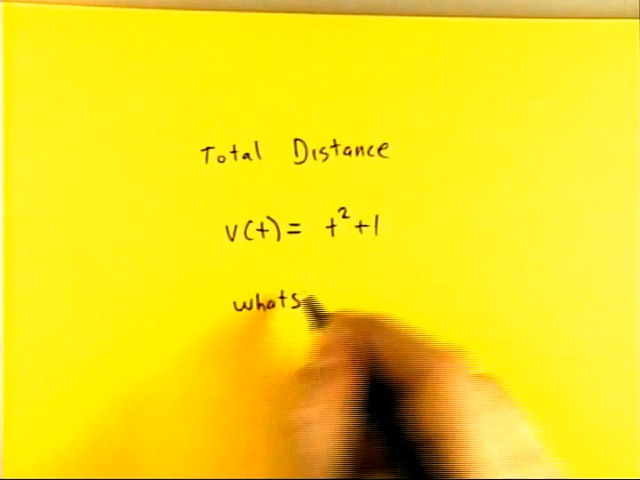 Total Distance
v(t) = t²+1
whats